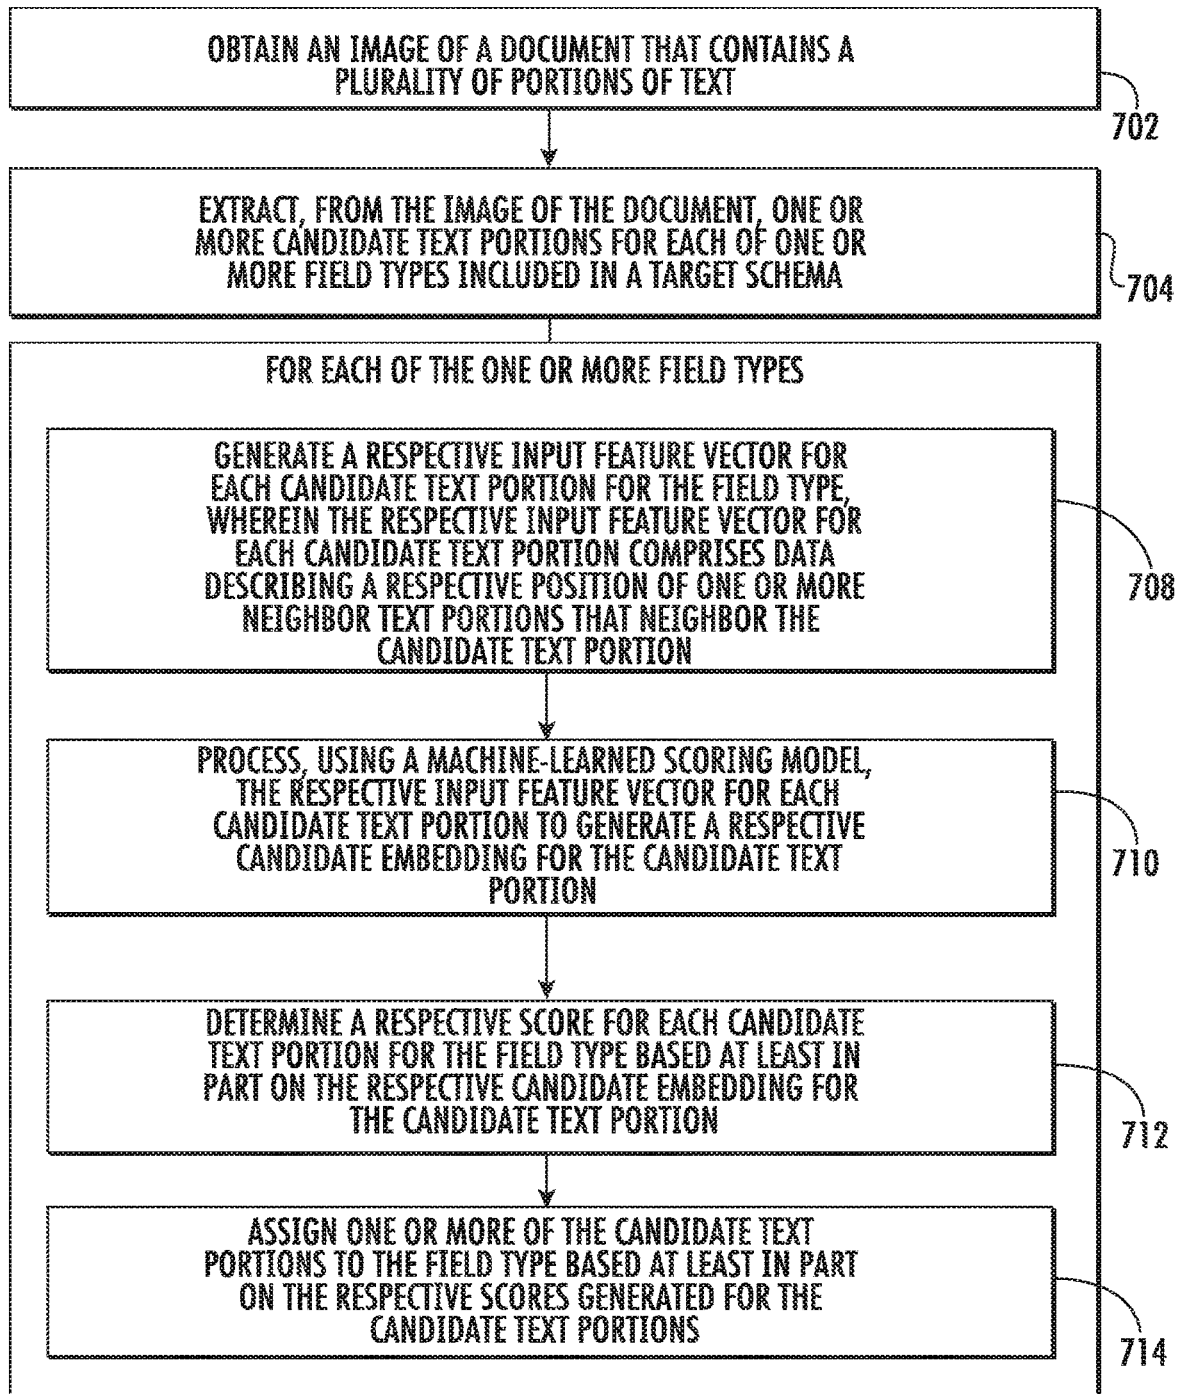 OBTAIN AN IMAGE OF A DOCUMENT THAT CONTAINS A
PLURALITY OF PORTIONS OF TEXT
702
EXTRACT, FROM THE IMAGE OF THE DOCUMENT, ONE OR
MORE CANDIDATE TEXT PORTIONS FOR EACH OF ONE OR
MORE FIELD TYPES INCLUDED IN A TARGET SCHEMA
704
FOR EACH OF THE ONE OR MORE FIELD TYPES
GENERATE A RESPECTIVE INPUT FEATURE VECTOR FOR
EACH CANDIDATE TEXT PORTION FOR THE FIELD TYPE,
WHEREIN THE RESPECTIVE INPUT FEATURE VECTOR FOR
EACH CANDIDATE TEXT PORTION COMPRISES DATA
DESCRIBING A RESPECTIVE POSITION OF ONE OR MORE
NEIGHBOR TEXT PORTIONS THAT NEIGHBOR THE
CANDIDATE TEXT PORTION
708
PROCESS, USING A MACHINE-LEARNED SCORING MODEL,
THE RESPECTIVE INPUT FEATURE VECTOR FOR EACH
CANDIDATE TEXT PORTION TO GENERATE A RESPECTIVE
CANDIDATE EMBEDDING FOR THE CANDIDATE TEXT
PORTION
710
DETERMINE A RESPECTIVE SCORE FOR EACH CANDIDATE
TEXT PORTION FOR THE FIELD TYPE BASED AT LEAST IN
PART ON THE RESPECTIVE CANDIDATE EMBEDDING FOR
THE CANDIDATE TEXT PORTION
712
ASSIGN ONE OR MORE OF THE CANDIDATE TEXT
PORTIONS TO THE FIELD TYPE BASED AT LEAST IN PART
ON THE RESPECTIVE SCORES GENERATED FOR THE
CANDIDATE TEXT PORTIONS
714